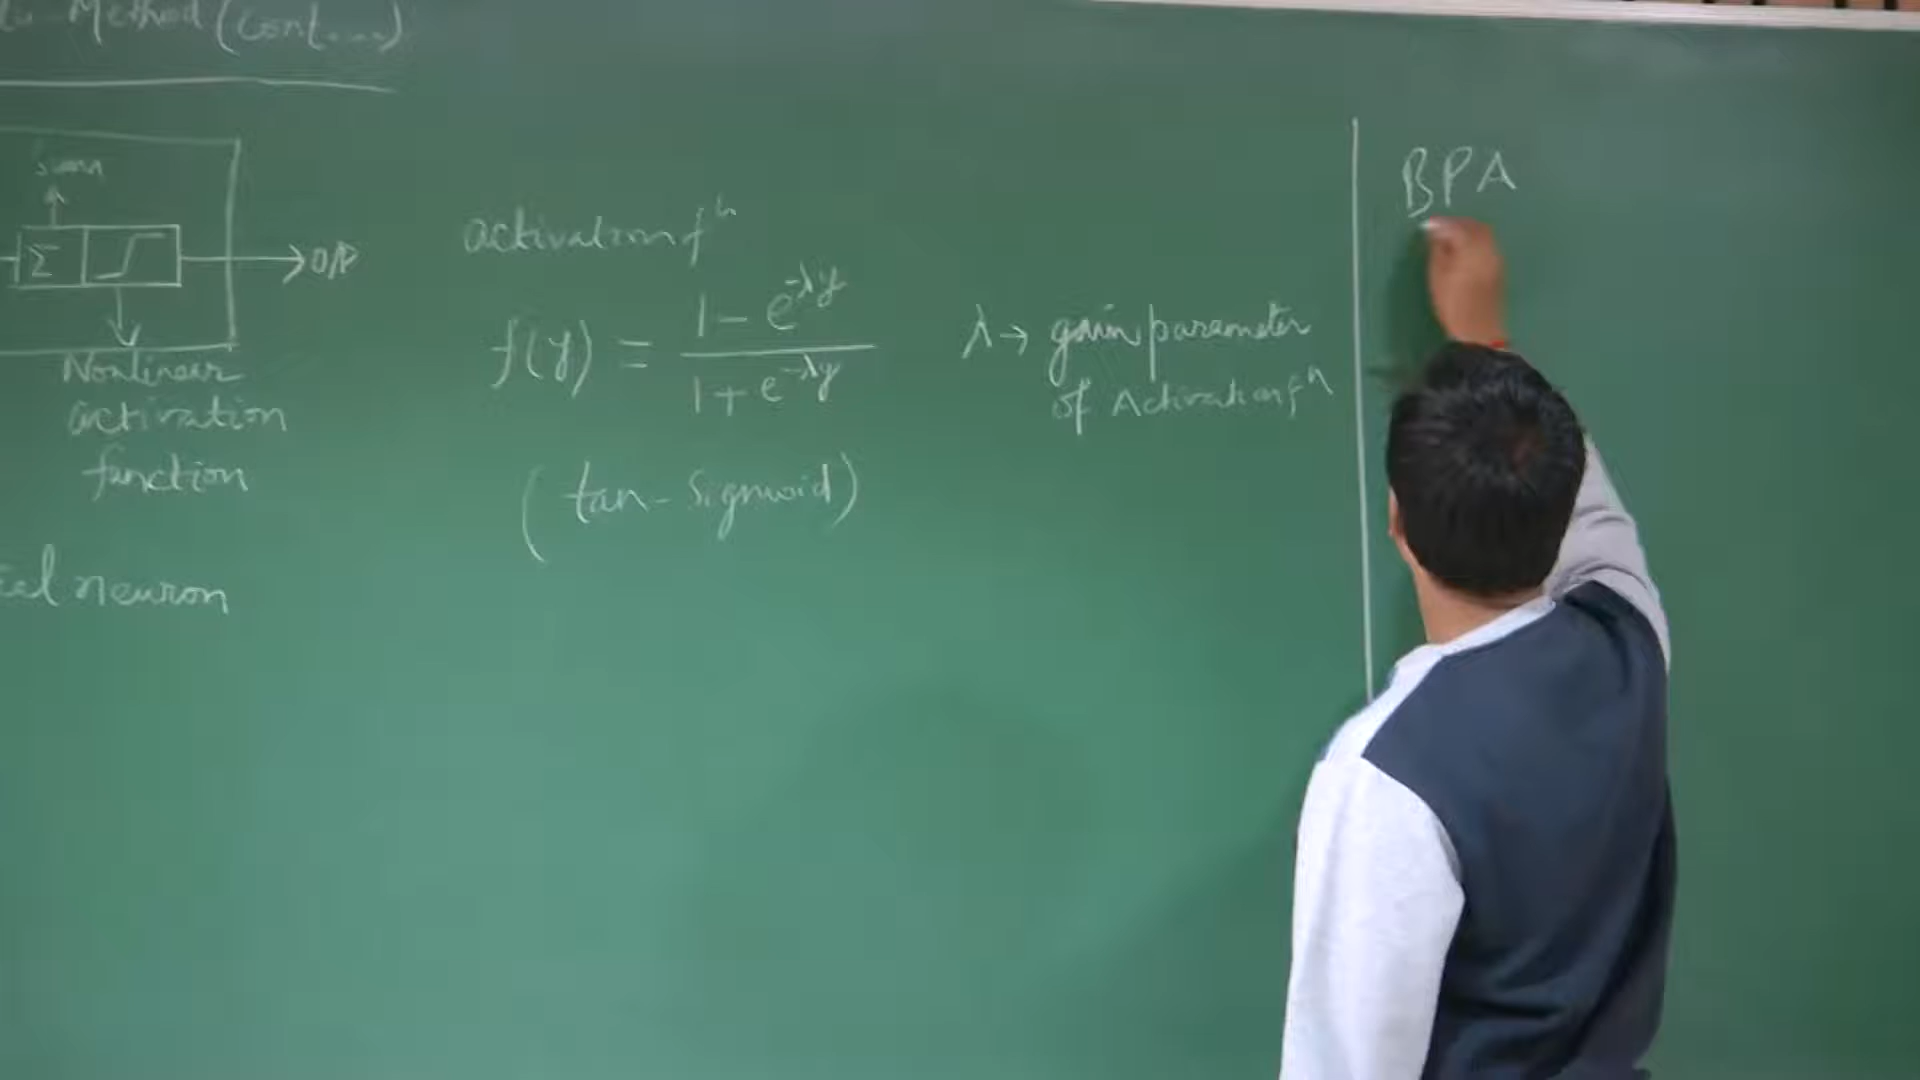 Method (Cont....)
sum
Σ
O/P
Nonlinear
activation
function
neuron
activation fⁿ
f(y) = (1 - e^-λy) / (1 + e^-λy)
(tan-Sigmoid)
λ → gain parameter
of Activation fⁿ
BPA